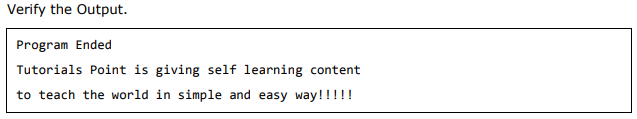 Verify the Output.
Program Ended
Tutorials Point is giving self learning content
to teach the world in simple and easy way!!!!!